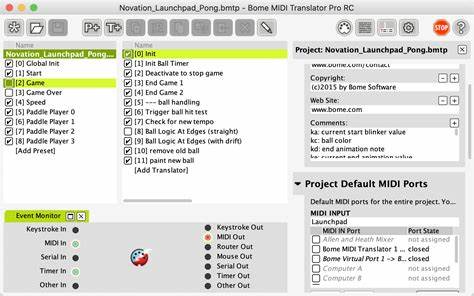 Novation_Launchpad_Pong.bmtp - Bome MIDI Translator Pro RC
P+
T+
STOP
?
Name
Novation_Launchpad_Pong....
[0] Global Init
[1] Start
[2] Game
[3] Game Over
[4] Speed
[5] Paddle Player 0
[6] Paddle Player 1
[7] Paddle Player 2
[8] Paddle Player 3
[Add Preset]
Name
[0] Init
[1] Init Ball Timer
[2] Deactivate to stop game
[3] End Game 1
[4] End Game 2
[5] --- ball handling
[6] Trigger ball hit test
[7] Check for new tempo
[8] Ball Logic At Edges (straight)
[9] Ball Logic At Edges (with drift)
[10] remove old ball
[11] paint new ball
[Add Translator]
Project: Novation_Launchpad_Pong.bmtp
www.bome.com/contact
Copyright:
(c)2015 by Bome Software
Web Site:
www.bome.com
Comments:
ka: current start blinker value
kc: ball color
kd: end animation note
Project Default MIDI Ports
Default MIDI ports for the entire project. Yo...
MIDI INPUT
Launchpad
MIDI IN Port
Port State
Allen and Heath Mixer
not assigned
Bome MIDI Translator 1
closed
Bome Virtual Port 1 -> B...
closed
Computer A
not assigned
Computer B
not assigned
Event Monitor
Keystroke In
MIDI In
Serial In
Timer In
Other In
Keystroke Out
MIDI Out
Router Out
Mouse Out
Serial Out
Timer Out
Other Out